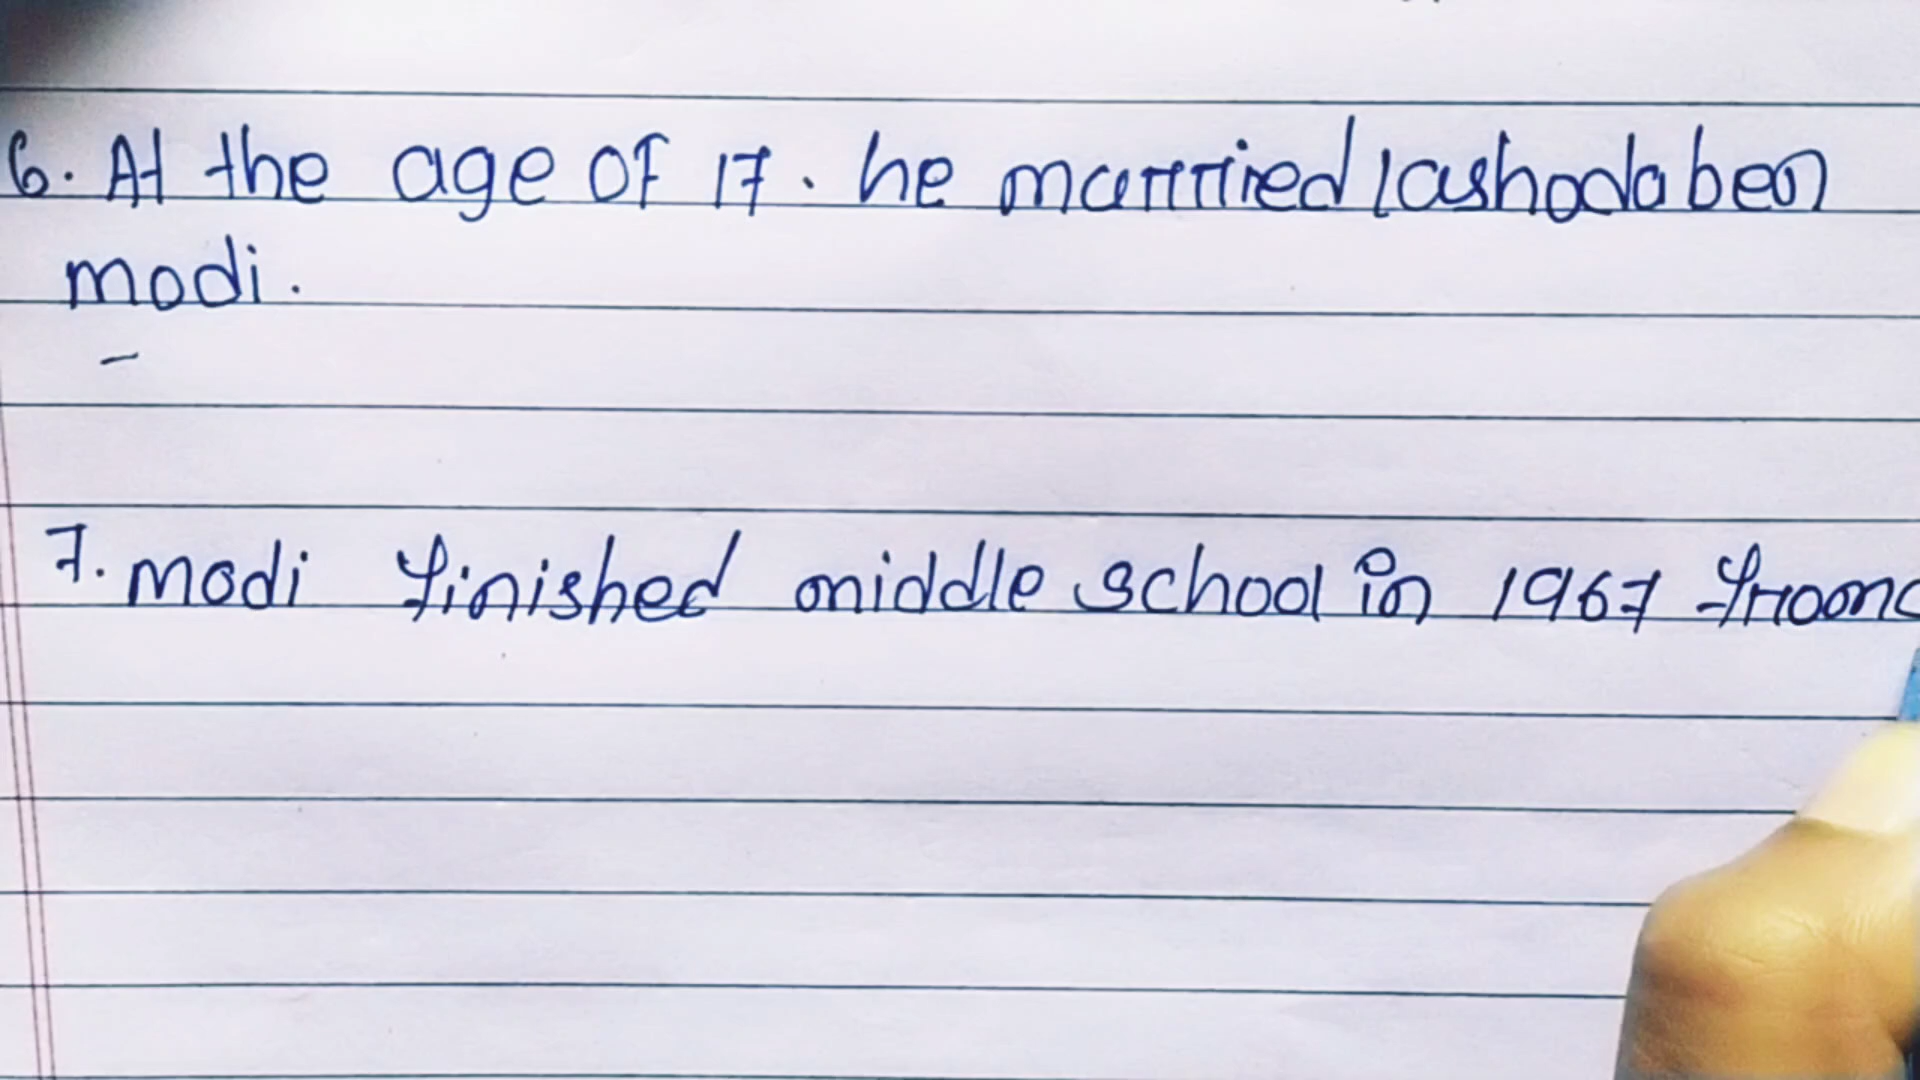 6. At the age of 17. he married Jashodaben
modi.
7. modi finished middle school in 1967 from